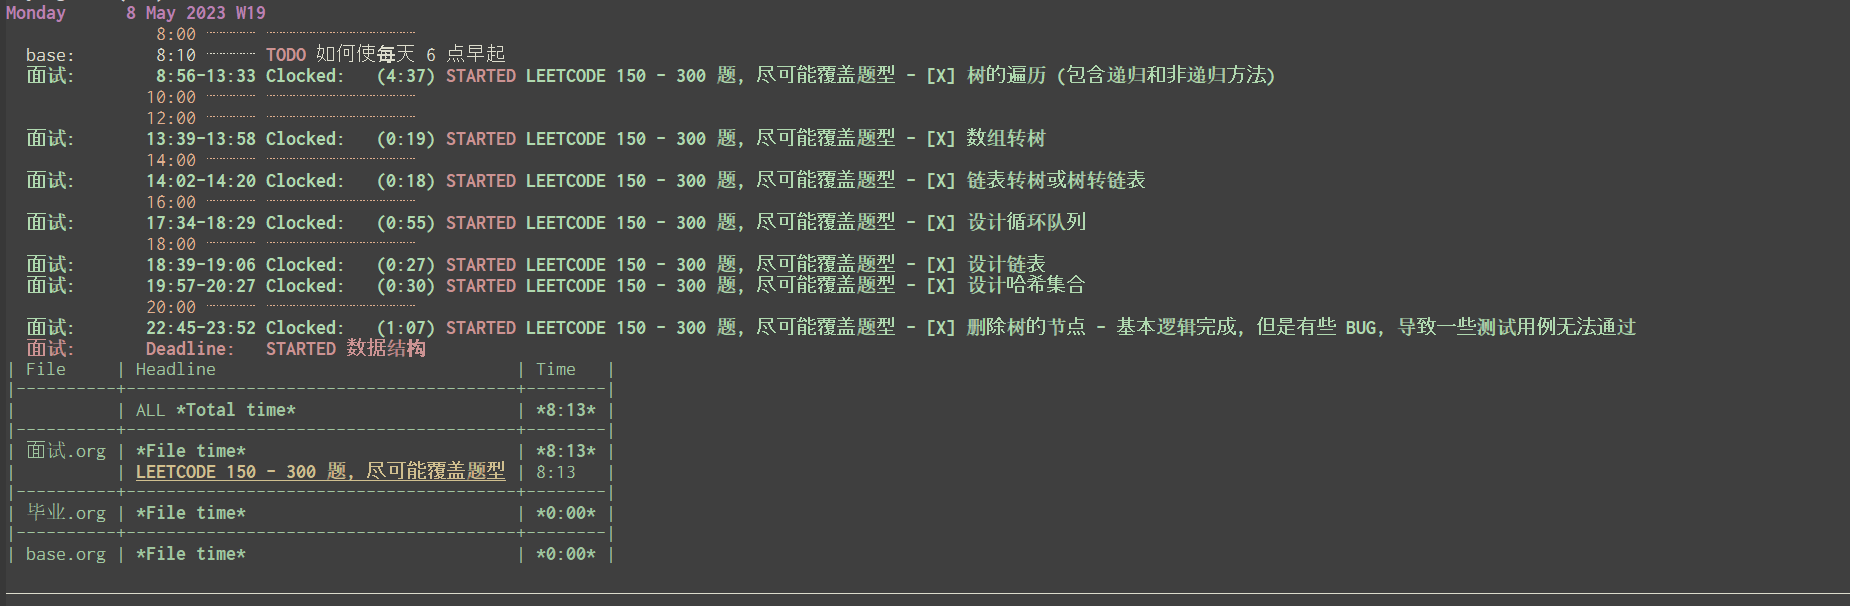 Monday      8 May 2023 W19
               8:00 ┄┄┄┄┄ ┄┄┄┄┄┄┄┄┄┄┄┄┄┄┄
  base:        8:10 ┄┄┄┄┄ TODO 如何使每天 6 点早起
  面试:        8:56-13:33 Clocked:   (4:37) STARTED LEETCODE 150 - 300 题, 尽可能覆盖题型 - [X] 树的遍历 (包含递归和非递归方法)
              10:00 ┄┄┄┄┄ ┄┄┄┄┄┄┄┄┄┄┄┄┄┄┄
              12:00 ┄┄┄┄┄ ┄┄┄┄┄┄┄┄┄┄┄┄┄┄┄
  面试:       13:39-13:58 Clocked:   (0:19) STARTED LEETCODE 150 - 300 题, 尽可能覆盖题型 - [X] 数组转树
              14:00 ┄┄┄┄┄ ┄┄┄┄┄┄┄┄┄┄┄┄┄┄┄
  面试:       14:02-14:20 Clocked:   (0:18) STARTED LEETCODE 150 - 300 题, 尽可能覆盖题型 - [X] 链表转树或树转链表
              16:00 ┄┄┄┄┄ ┄┄┄┄┄┄┄┄┄┄┄┄┄┄┄
  面试:       17:34-18:29 Clocked:   (0:55) STARTED LEETCODE 150 - 300 题, 尽可能覆盖题型 - [X] 设计循环队列
              18:00 ┄┄┄┄┄ ┄┄┄┄┄┄┄┄┄┄┄┄┄┄┄
  面试:       18:39-19:06 Clocked:   (0:27) STARTED LEETCODE 150 - 300 题, 尽可能覆盖题型 - [X] 设计链表
  面试:       19:57-20:27 Clocked:   (0:30) STARTED LEETCODE 150 - 300 题, 尽可能覆盖题型 - [X] 设计哈希集合
              20:00 ┄┄┄┄┄ ┄┄┄┄┄┄┄┄┄┄┄┄┄┄┄
  面试:       22:45-23:52 Clocked:   (1:07) STARTED LEETCODE 150 - 300 题, 尽可能覆盖题型 - [X] 删除树的节点 - 基本逻辑完成, 但是有些 BUG, 导致一些测试用例无法通过
  面试:       Deadline:   STARTED 数据结构
| File     | Headline                              | Time   |
|----------+---------------------------------------+--------|
|          | ALL *Total time*                      | *8:13* |
|----------+---------------------------------------+--------|
| 面试.org | *File time*                           | *8:13* |
|          | LEETCODE 150 - 300 题, 尽可能覆盖题型 | 8:13   |
|----------+---------------------------------------+--------|
| 毕业.org | *File time*                           | *0:00* |
|----------+---------------------------------------+--------|
| base.org | *File time*                           | *0:00* |